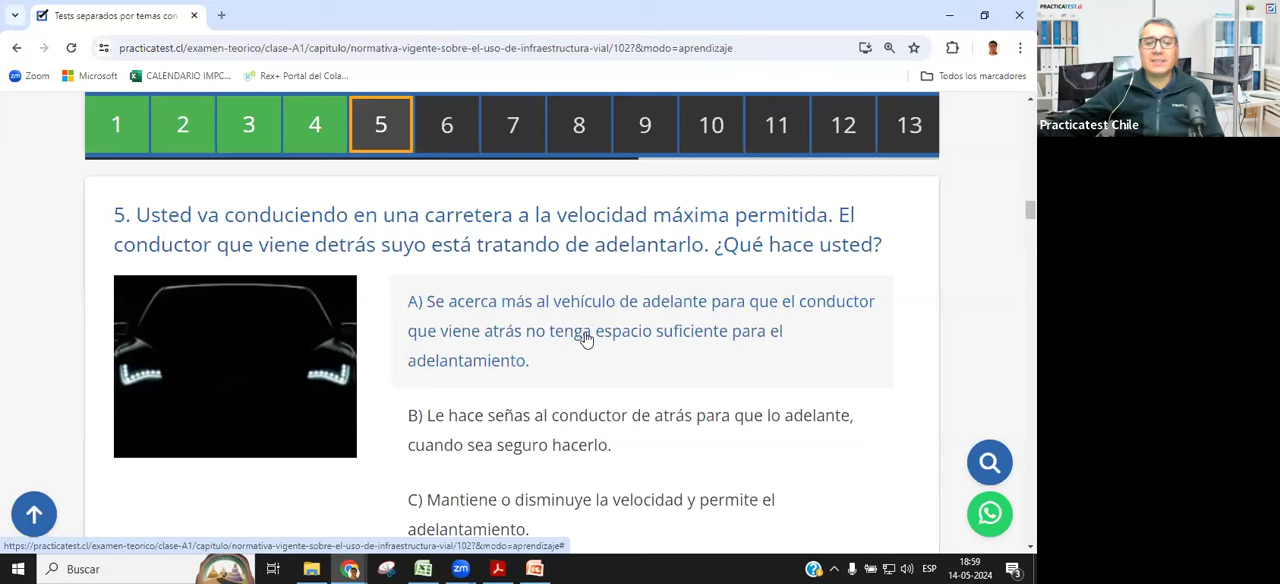 Tests separados por temas con
practicatest.cl/examen-teorico/clase-A1/capitulo/normativa-vigente-sobre-el-uso-de-infraestructura-vial/102?&modo=aprendizaje
zm Zoom Microsoft CALENDARIO IMPC... Rex+ Portal del Cola... Todos los marcadores
PRACTICATEST.cl
Practicatest Chile
1 2 3 4 5 6 7 8 9 10 11 12 13
5. Usted va conduciendo en una carretera a la velocidad máxima permitida. El
conductor que viene detrás suyo está tratando de adelantarlo. ¿Qué hace usted?
A) Se acerca más al vehículo de adelante para que el conductor
que viene atrás no tenga espacio suficiente para el
adelantamiento.
B) Le hace señas al conductor de atrás para que lo adelante,
cuando sea seguro hacerlo.
C) Mantiene o disminuye la velocidad y permite el
adelantamiento.
https://practicatest.cl/examen-teorico/clase-A1/capitulo/normativa-vigente-sobre-el-uso-de-infraestructura-vial/102?&modo=aprendizaje#
Buscar
zm
ESP
18:59
14-05-2024
3